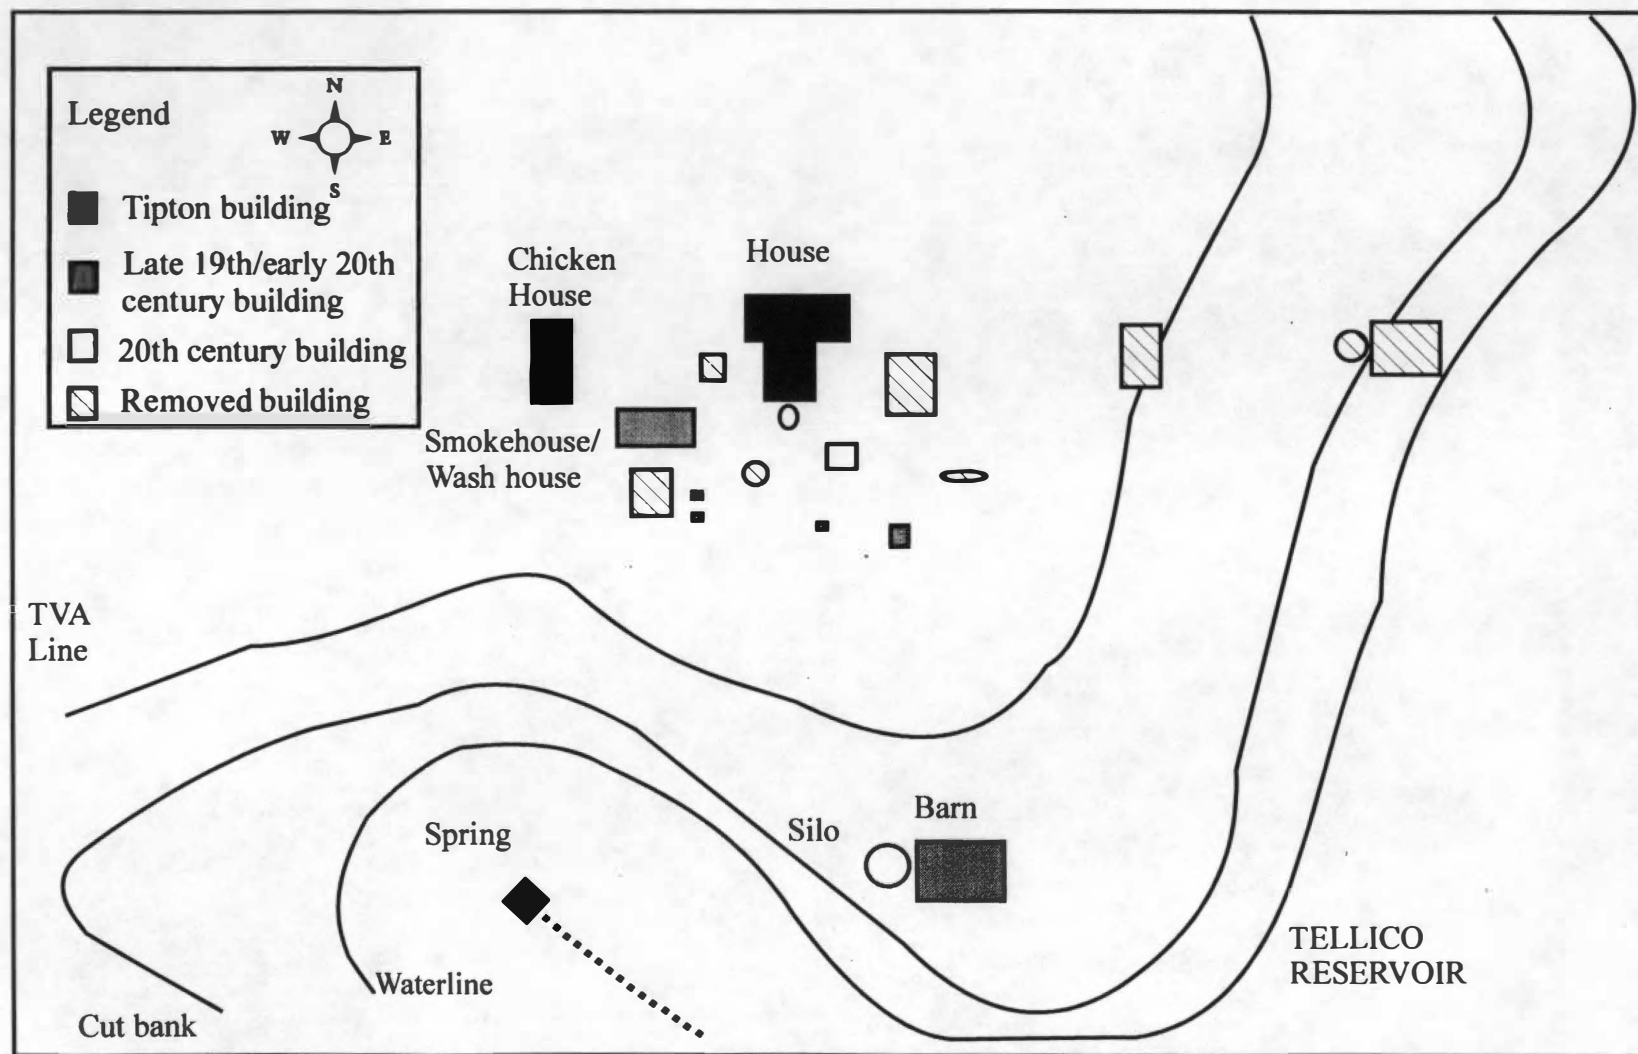 N
Legend
W
E
S
Tipton building
Late 19th/early 20th
century building
20th century building
Removed building
Chicken
House
House
Smokehouse/
Wash house
TVA
Line
Spring
Silo
Barn
Waterline
Cut bank
TELLICO
RESERVOIR